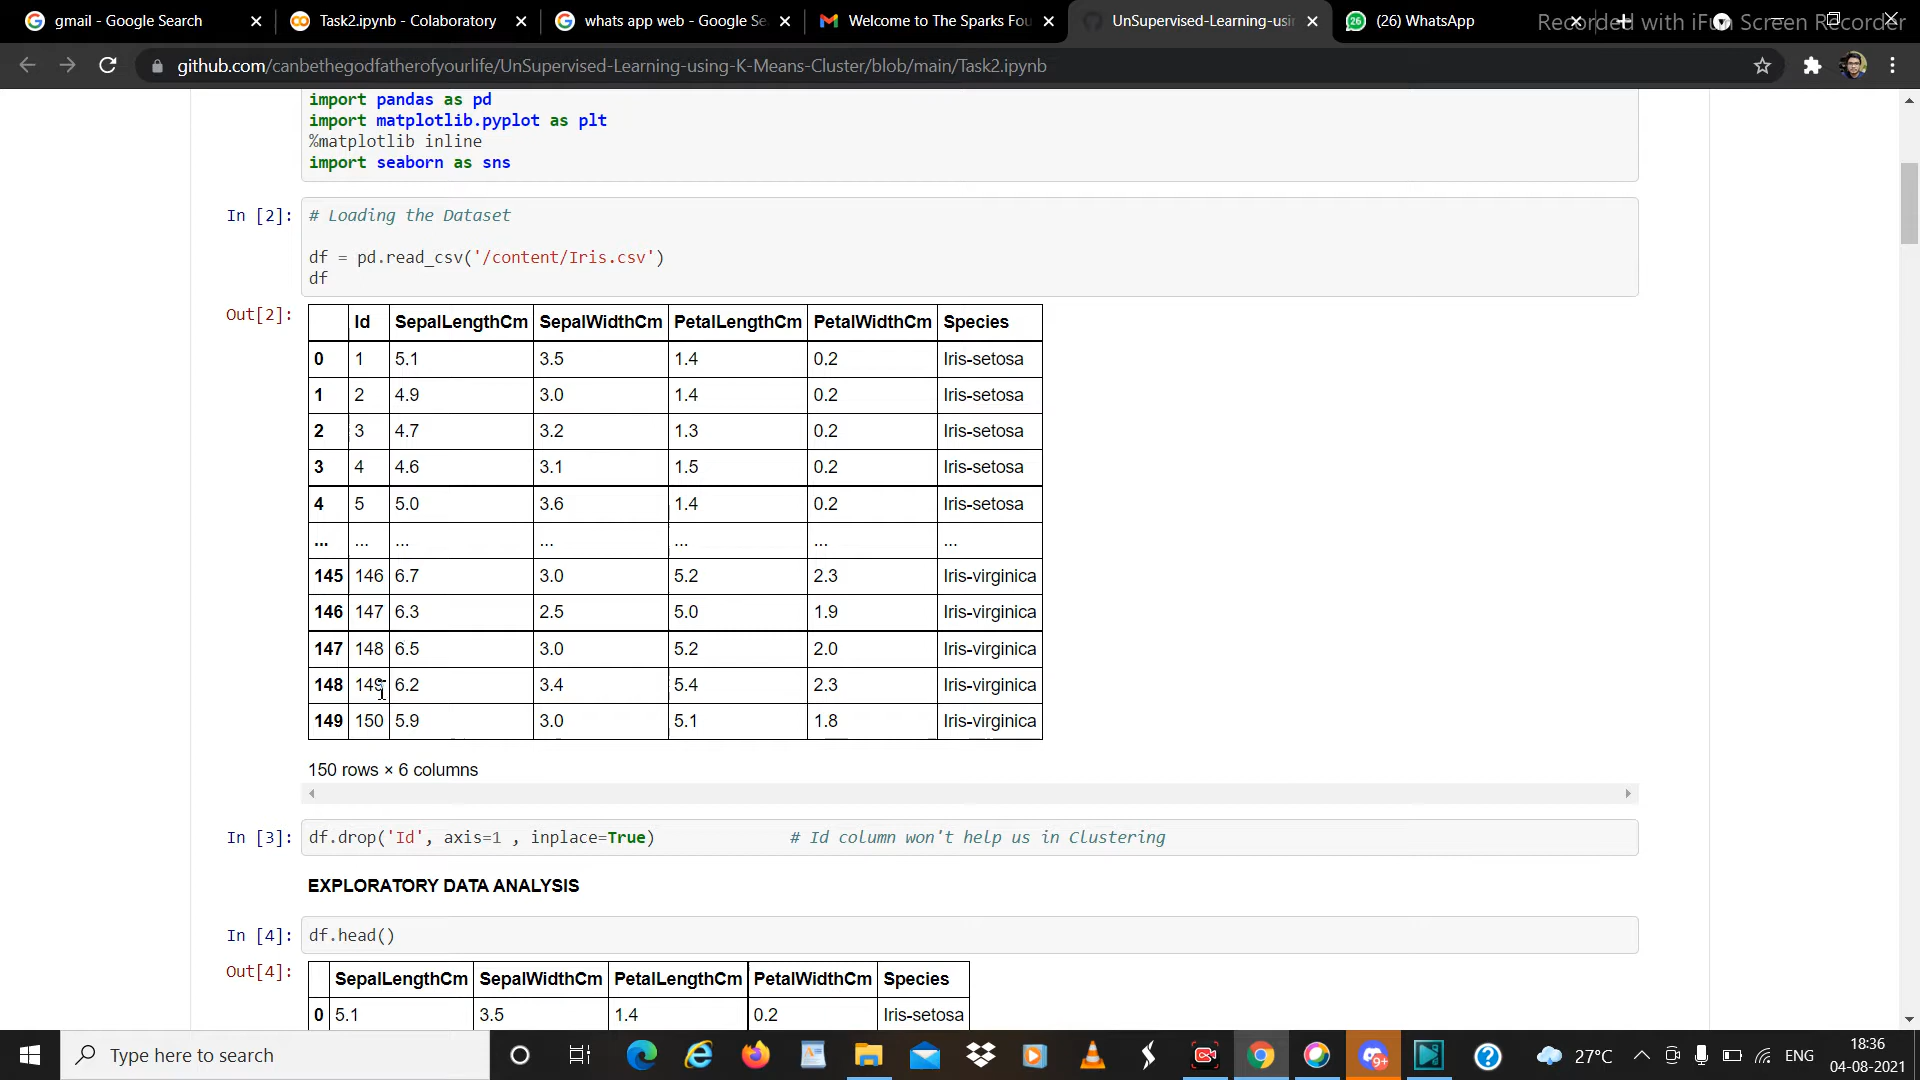 gmail - Google Search
Task2.ipynb - Colaboratory
whats app web - Google Se
Welcome to The Sparks Fou
UnSupervised-Learning-usin
26
(26) WhatsApp
Recorded with iFun Screen Recorder
github.com/canbethegodfatherofyourlife/UnSupervised-Learning-using-K-Means-Cluster/blob/main/Task2.ipynb
import pandas as pd
import matplotlib.pyplot as plt
%matplotlib inline
import seaborn as sns
In [2]: # Loading the Dataset
df = pd.read_csv('/content/Iris.csv')
df
Out[2]:
Id SepalLengthCm SepalWidthCm PetalLengthCm PetalWidthCm Species
0 1 5.1 3.5 1.4 0.2 Iris-setosa
1 2 4.9 3.0 1.4 0.2 Iris-setosa
2 3 4.7 3.2 1.3 0.2 Iris-setosa
3 4 4.6 3.1 1.5 0.2 Iris-setosa
4 5 5.0 3.6 1.4 0.2 Iris-setosa
... ... ... ... ... ... ...
145 146 6.7 3.0 5.2 2.3 Iris-virginica
146 147 6.3 2.5 5.0 1.9 Iris-virginica
147 148 6.5 3.0 5.2 2.0 Iris-virginica
148 149 6.2 3.4 5.4 2.3 Iris-virginica
149 150 5.9 3.0 5.1 1.8 Iris-virginica
150 rows × 6 columns
In [3]: df.drop('Id', axis=1 , inplace=True) # Id column won't help us in Clustering
EXPLORATORY DATA ANALYSIS
In [4]: df.head()
Out[4]:
SepalLengthCm SepalWidthCm PetalLengthCm PetalWidthCm Species
0 5.1 3.5 1.4 0.2 Iris-setosa
Type here to search
9+
27°C
ENG
18:36
04-08-2021